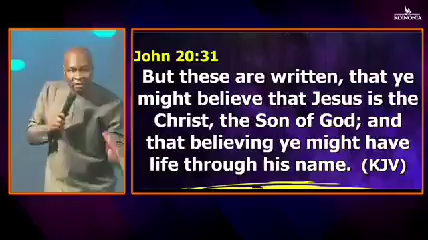 KOINONIA
John 20:31
But these are written, that ye
might believe that Jesus is the
Christ, the Son of God; and
that believing ye might have
life through his name. (KJV)